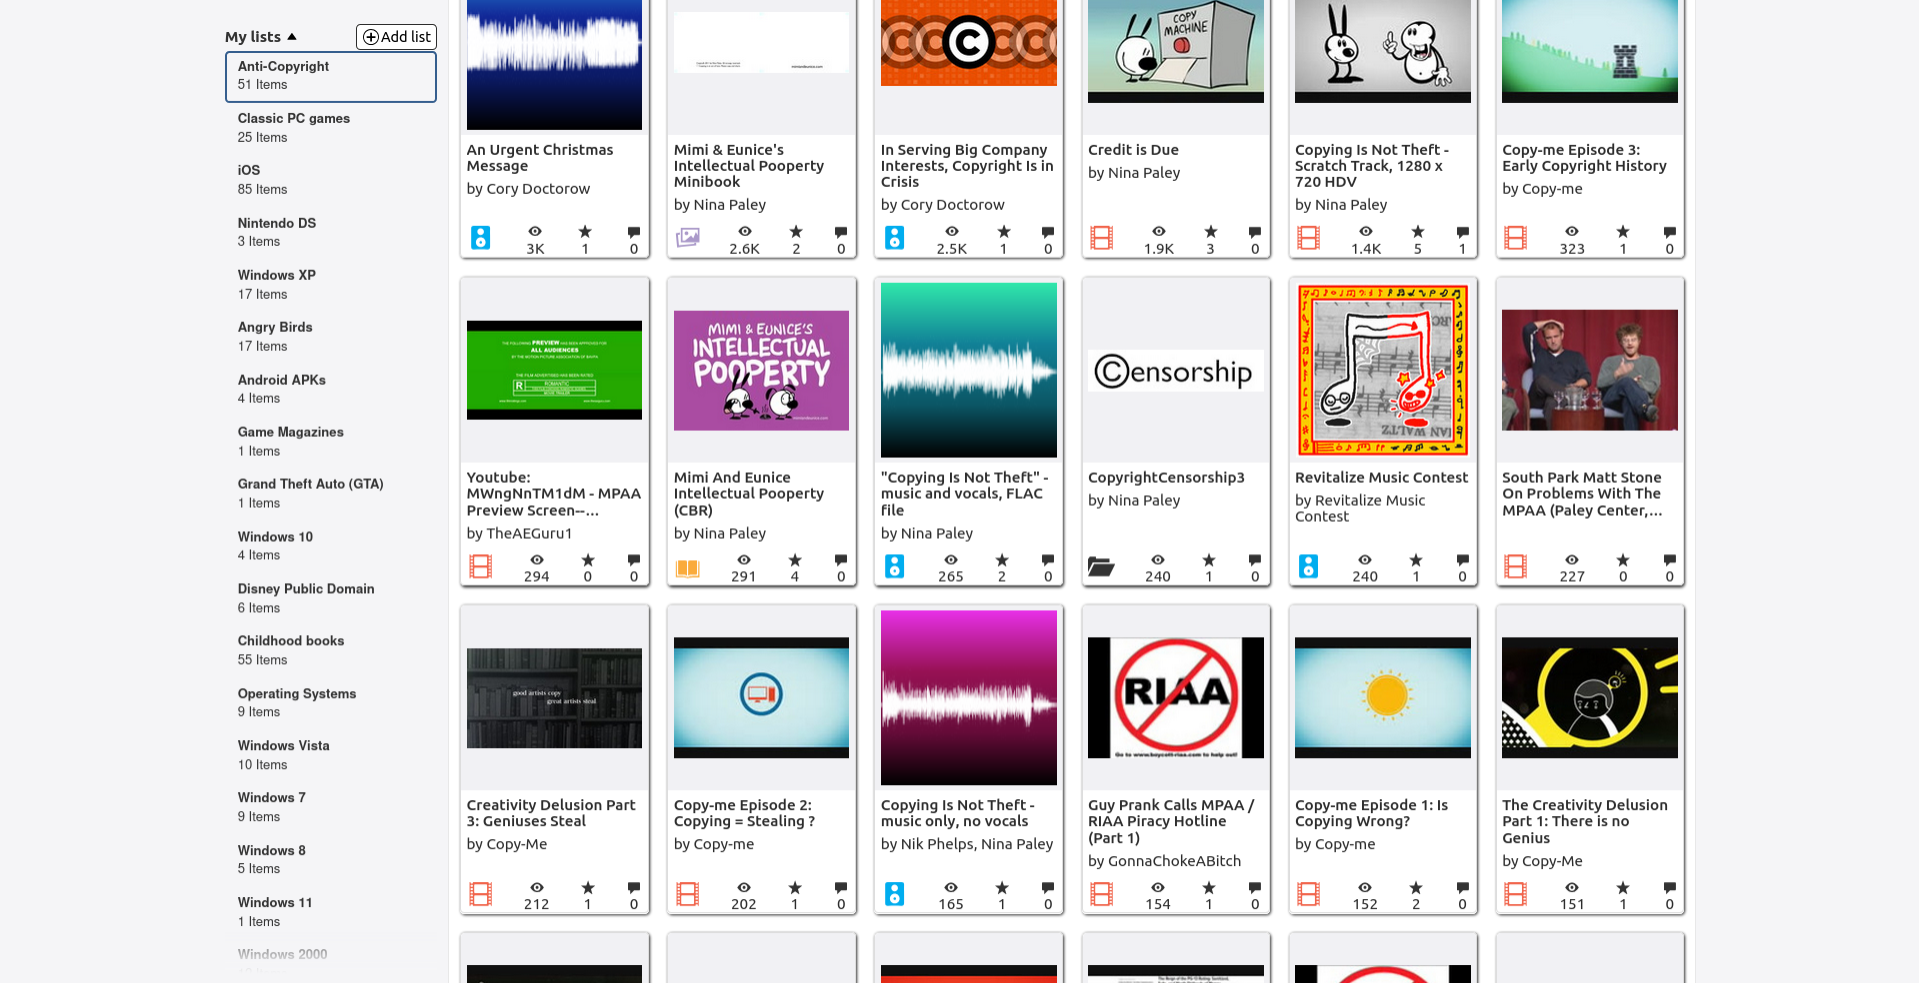 My lists
Add list
Anti-Copyright
51 Items
Classic PC games
25 Items
iOS
85 Items
Nintendo DS
3 Items
Windows XP
17 Items
Angry Birds
17 Items
Android APKs
4 Items
Game Magazines
1 Items
Grand Theft Auto (GTA)
1 Items
Windows 10
4 Items
Disney Public Domain
6 Items
Childhood books
55 Items
Operating Systems
9 Items
Windows Vista
10 Items
Windows 7
9 Items
Windows 8
5 Items
Windows 11
1 Items
Windows 2000
An Urgent Christmas
Message
by Cory Doctorow
3K 1 0
Mimi & Eunice's
Intellectual Pooperty
Minibook
by Nina Paley
2.6K 2 0
In Serving Big Company
Interests, Copyright Is in
Crisis
by Cory Doctorow
2.5K 1 0
COPY
MACHINE
Credit is Due
by Nina Paley
1.9K 3 0
Copying Is Not Theft -
Scratch Track, 1280 x
720 HDV
by Nina Paley
1.4K 5 1
Copy-me Episode 3:
Early Copyright History
by Copy-me
323 1 0
THE FOLLOWING PREVIEW HAS BEEN APPROVED FOR
ALL AUDIENCES
THE FILM ADVERTISED HAS BEEN RATED
R
Youtube:
MWngNnTM1dM - MPAA
Preview Screen--...
by TheAEGuru1
294 0 0
MIMI & EUNICE'S
INTELLECTUAL
POOPERTY
Mimi And Eunice
Intellectual Pooperty
(CBR)
by Nina Paley
291 4 0
"Copying Is Not Theft" -
music and vocals, FLAC
file
by Nina Paley
265 2 0
©ensorship
CopyrightCensorship3
by Nina Paley
240 1 0
Revitalize Music Contest
by Revitalize Music
Contest
240 1 0
South Park Matt Stone
On Problems With The
MPAA (Paley Center,...
227 0 0
good artists copy
great artists steal
Creativity Delusion Part
3: Geniuses Steal
by Copy-Me
212 1 0
Copy-me Episode 2:
Copying = Stealing ?
by Copy-me
202 1 0
Copying Is Not Theft -
music only, no vocals
by Nik Phelps, Nina Paley
165 1 0
RIAA
Go to www.boycott-riaa.com to help out!
Guy Prank Calls MPAA /
RIAA Piracy Hotline
(Part 1)
by GonnaChokeABitch
154 1 0
Copy-me Episode 1: Is
Copying Wrong?
by Copy-me
152 2 0
The Creativity Delusion
Part 1: There is no
Genius
by Copy-Me
151 1 0